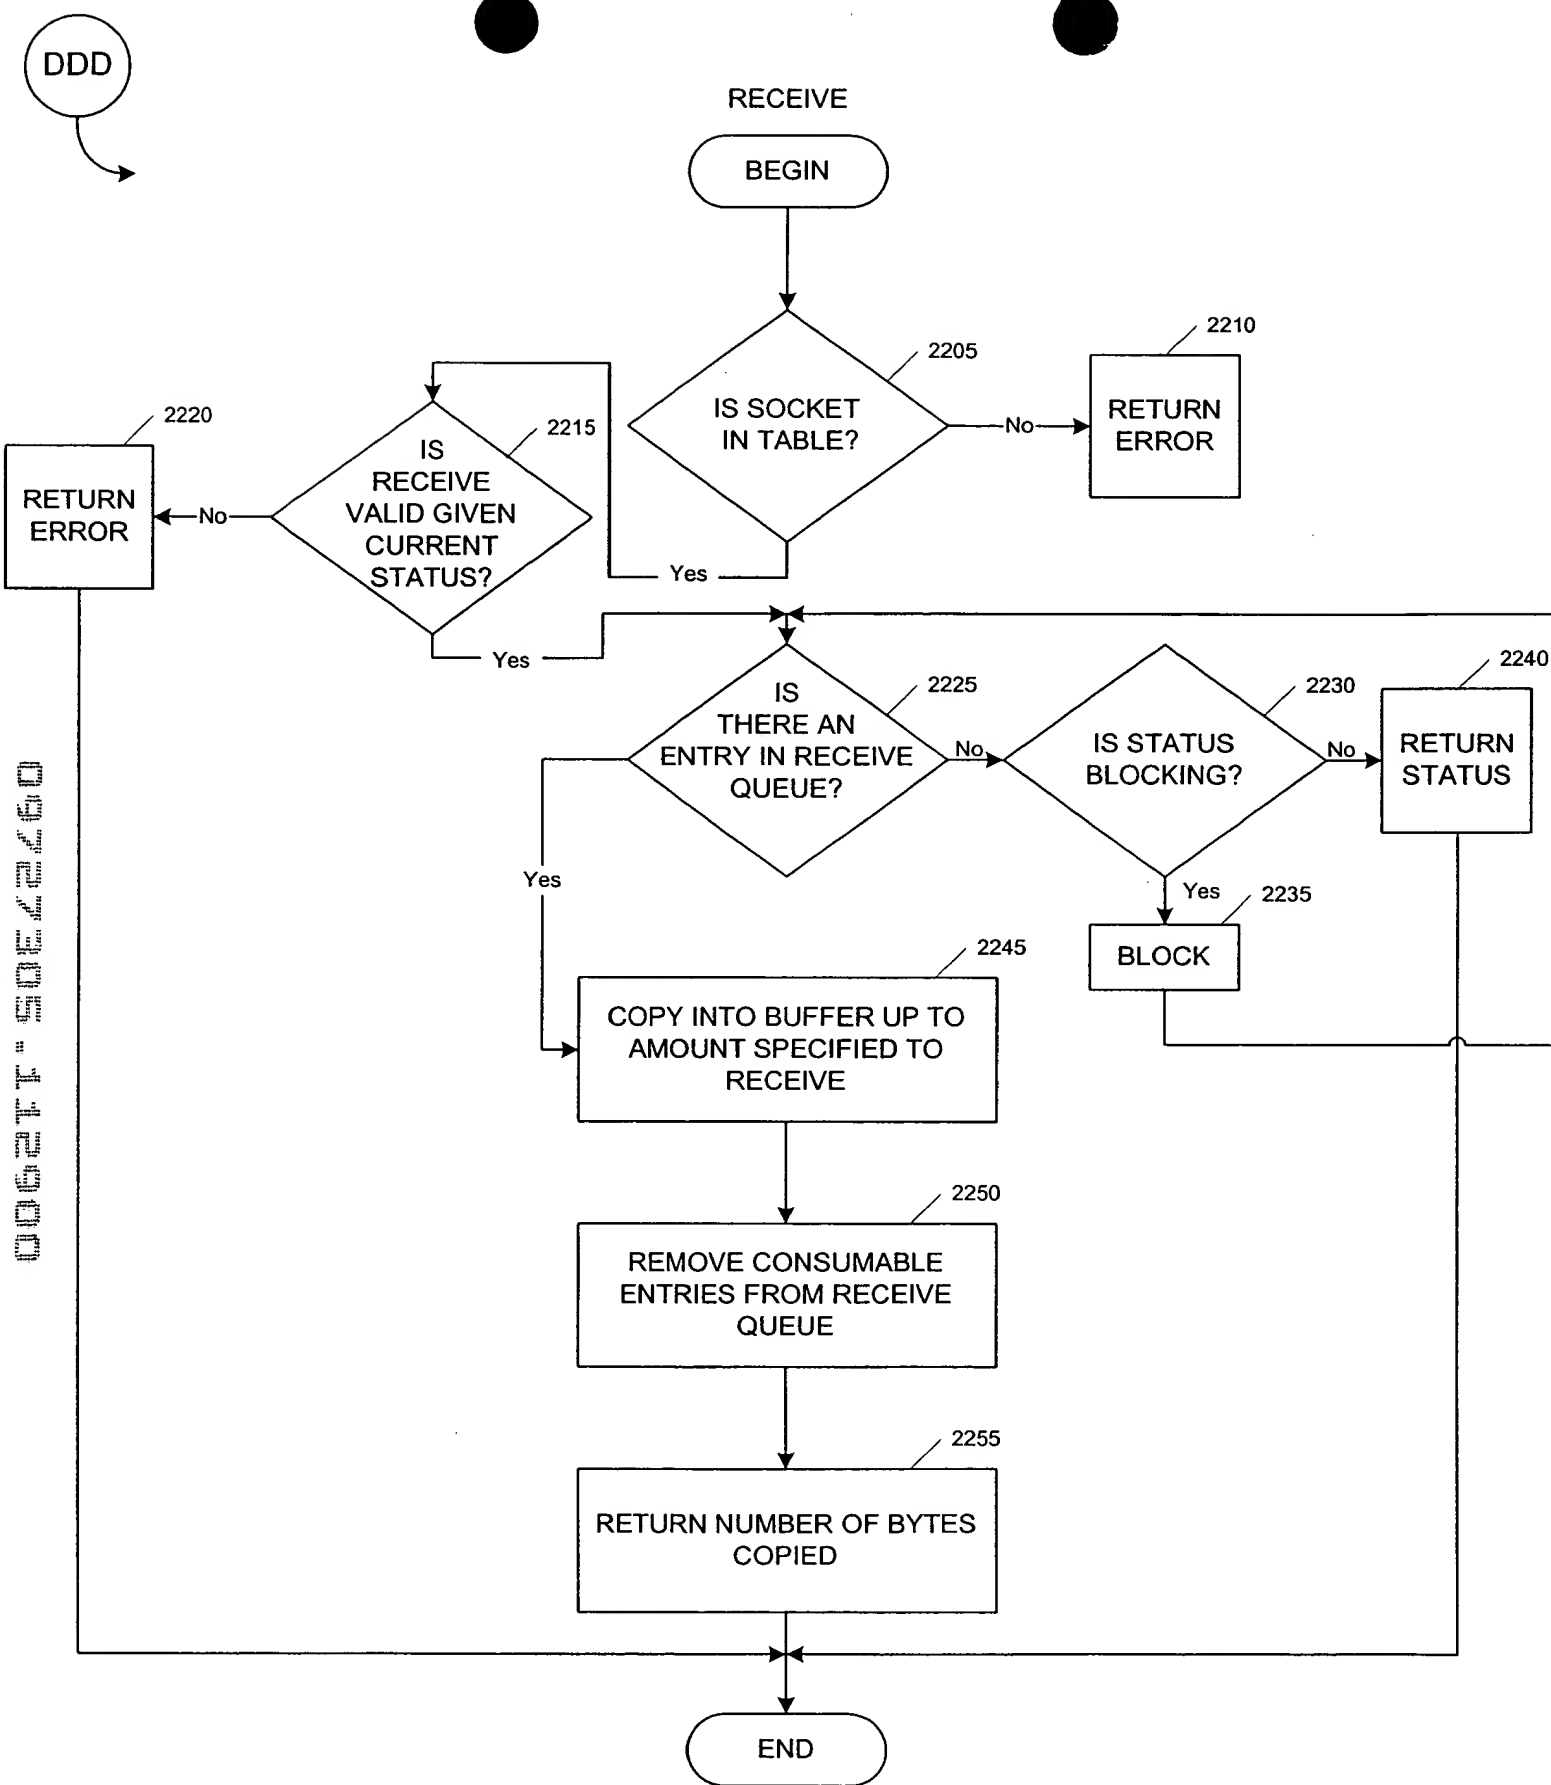 DDD
RECEIVE
BEGIN
2205
IS SOCKET
IN TABLE?
No
2210
RETURN
ERROR
Yes
2215
IS
RECEIVE
VALID GIVEN
CURRENT
STATUS?
No
2220
RETURN
ERROR
Yes
2225
IS
THERE AN
ENTRY IN RECEIVE
QUEUE?
No
2230
IS STATUS
BLOCKING?
No
2240
RETURN
STATUS
Yes
2235
BLOCK
Yes
2245
COPY INTO BUFFER UP TO
AMOUNT SPECIFIED TO
RECEIVE
2250
REMOVE CONSUMABLE
ENTRIES FROM RECEIVE
QUEUE
2255
RETURN NUMBER OF BYTES
COPIED
END
09727305.112900